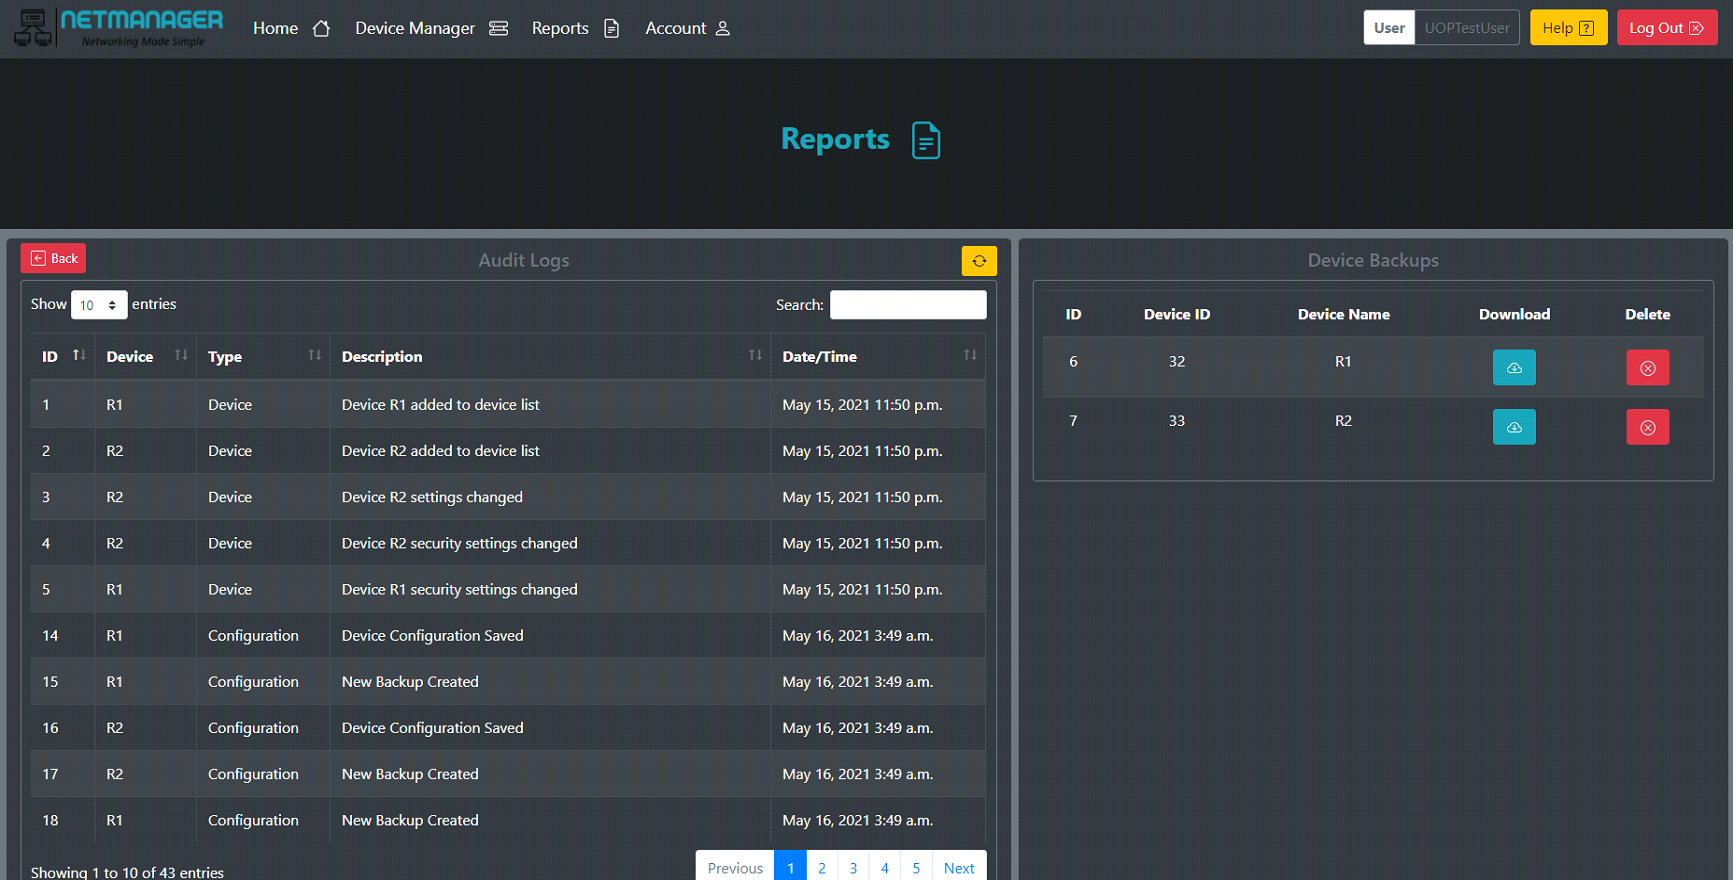 NETMANAGER
Networking Made Simple
Home Device Manager Reports Account User UOPTestUser Help Log Out
Reports
Back Audit Logs
Show 10 entries Search:
ID Device Type Description Date/Time
1 R1 Device Device R1 added to device list May 15, 2021 11:50 p.m.
2 R2 Device Device R2 added to device list May 15, 2021 11:50 p.m.
3 R2 Device Device R2 settings changed May 15, 2021 11:50 p.m.
4 R2 Device Device R2 security settings changed May 15, 2021 11:50 p.m.
5 R1 Device Device R1 security settings changed May 15, 2021 11:50 p.m.
14 R1 Configuration Device Configuration Saved May 16, 2021 3:49 a.m.
15 R1 Configuration New Backup Created May 16, 2021 3:49 a.m.
16 R2 Configuration Device Configuration Saved May 16, 2021 3:49 a.m.
17 R2 Configuration New Backup Created May 16, 2021 3:49 a.m.
18 R1 Configuration New Backup Created May 16, 2021 3:49 a.m.
Showing 1 to 10 of 43 entries Previous 1 2 3 4 5 Next
Device Backups
ID Device ID Device Name Download Delete
6 32 R1
7 33 R2